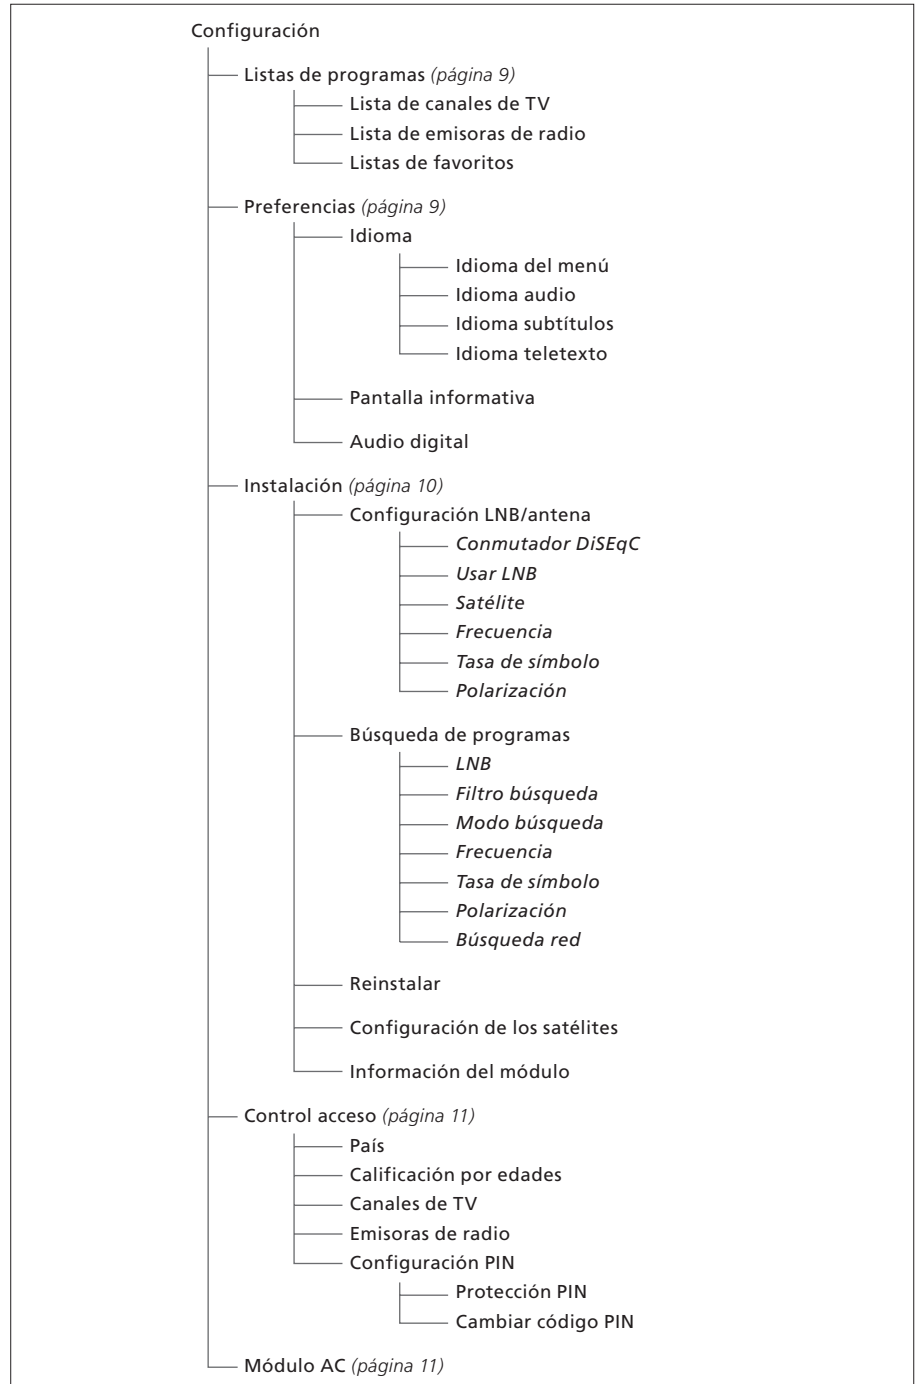 Configuración
Listas de programas (página 9)
Lista de canales de TV
Lista de emisoras de radio
Listas de favoritos
Preferencias (página 9)
Idioma
Idioma del menú
Idioma audio
Idioma subtítulos
Idioma teletexto
Pantalla informativa
Audio digital
Instalación (página 10)
Configuración LNB/antena
Conmutador DiSEqC
Usar LNB
Satélite
Frecuencia
Tasa de símbolo
Polarización
Búsqueda de programas
LNB
Filtro búsqueda
Modo búsqueda
Frecuencia
Tasa de símbolo
Polarización
Búsqueda red
Reinstalar
Configuración de los satélites
Información del módulo
Control acceso (página 11)
País
Calificación por edades
Canales de TV
Emisoras de radio
Configuración PIN
Protección PIN
Cambiar código PIN
Módulo AC (página 11)